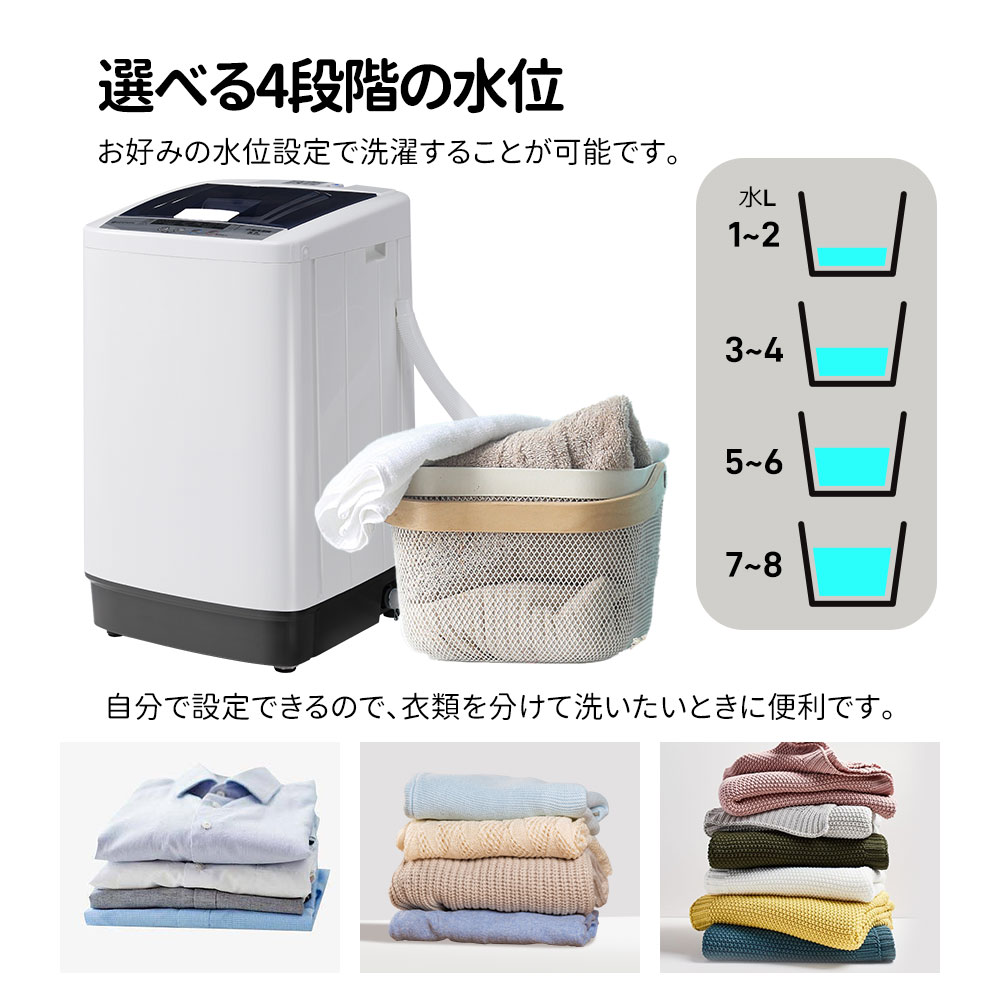 選べる4段階の水位
お好みの水位設定で洗濯することが可能です。
水L
1~2
3~4
5~6
7~8
自分で設定できるので、衣類を分けて洗いたいときに便利です。